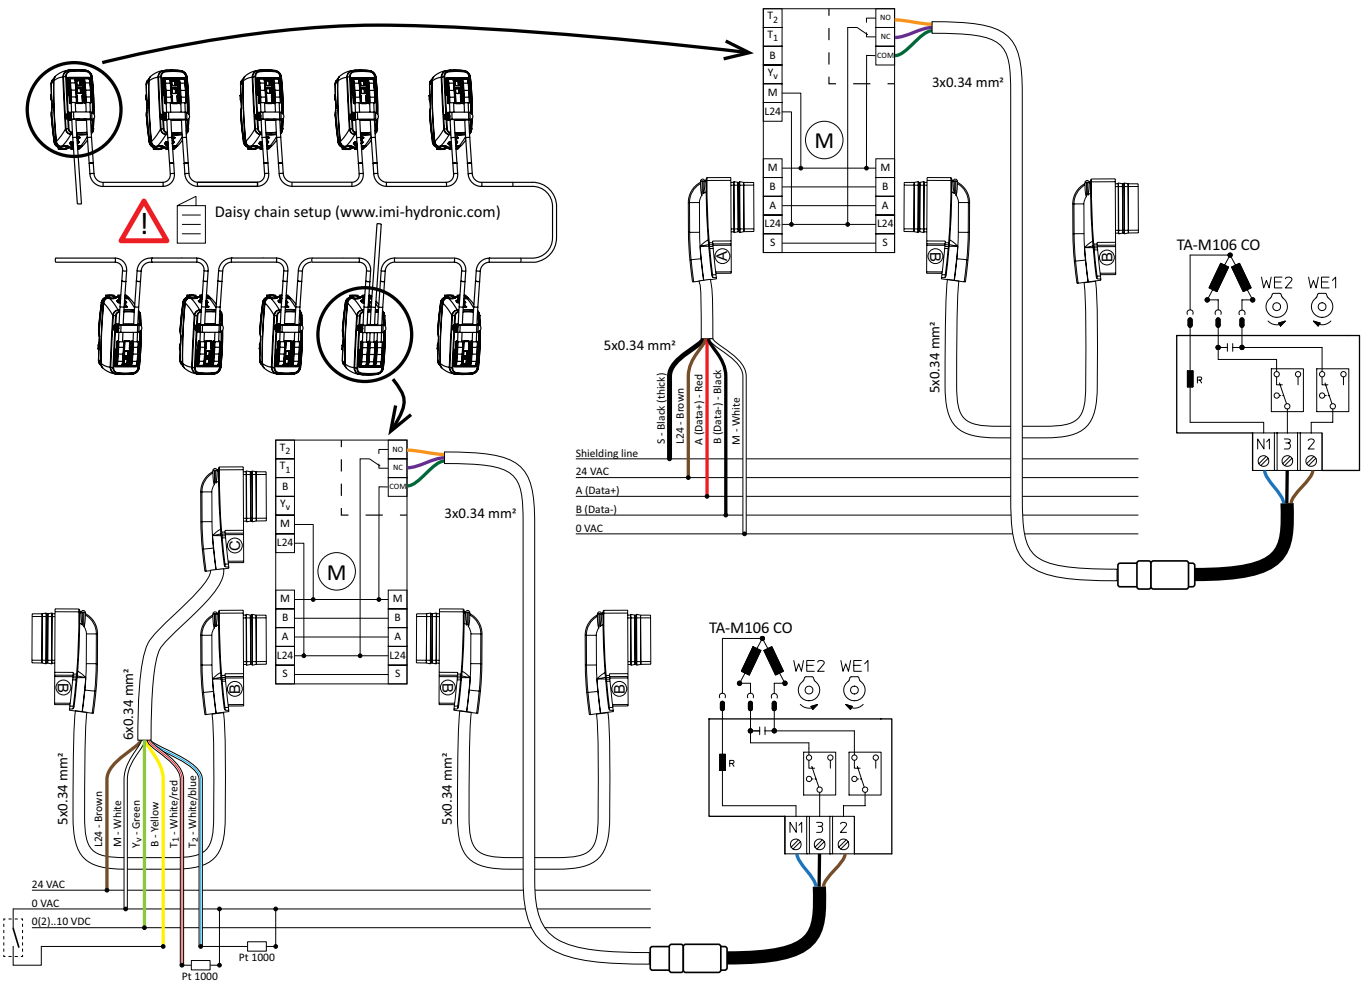 Daisy chain setup (www.imi-hydronic.com)
!
T2
T1
B
Yv
M
L24
NO
NC
COM
M
M
B
A
L24
S
M
B
A
L24
S
3x0.34 mm²
A
B
B
5x0.34 mm²
5x0.34 mm²
S - Black (thick)
L24 - Brown
A (Data+) - Red
B (Data-) - Black
M - White
Shielding line
24 VAC
A (Data+)
B (Data-)
0 VAC
TA-M106 CO
WE2
WE1
R
N1
3
2
T2
T1
B
Yv
M
L24
NO
NC
COM
M
M
B
A
L24
S
M
B
A
L24
S
3x0.34 mm²
C
B
B
B
B
6x0.34 mm²
5x0.34 mm²
5x0.34 mm²
L24 - Brown
M - White
Yv - Green
B - Yellow
T1 - White/red
T2 - White/blue
24 VAC
0 VAC
0(2)..10 VDC
Pt 1000
Pt 1000
TA-M106 CO
WE2
WE1
R
N1
3
2